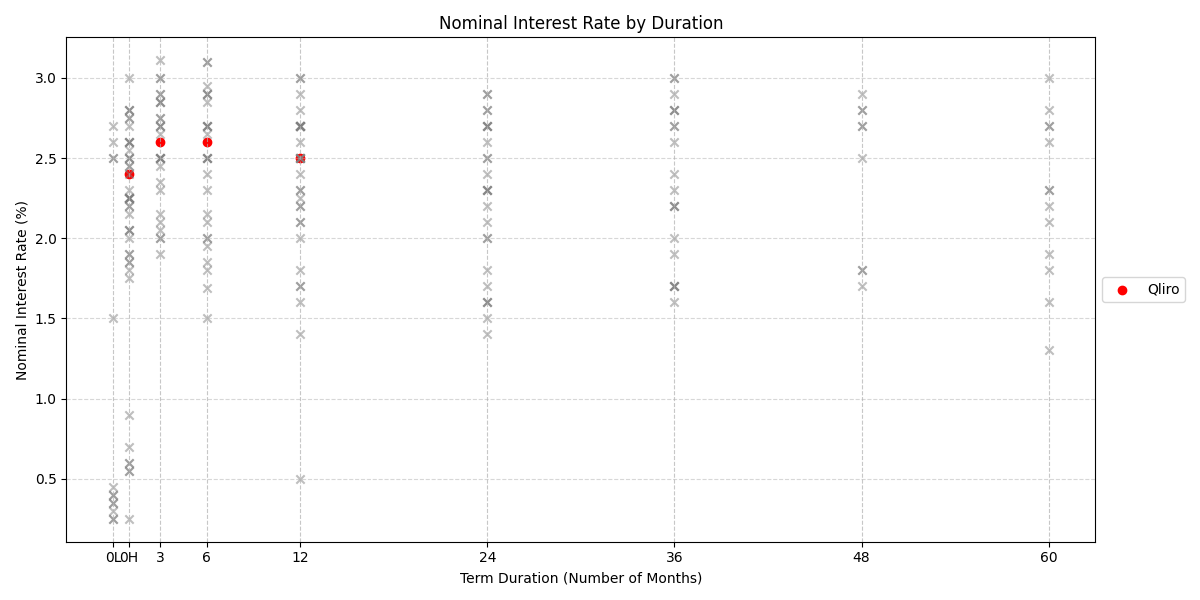 Nominal Interest Rate by Duration
Nominal Interest Rate (%)
3.0
2.5
2.0
1.5
1.0
0.5
0L 0H 3 6 12 24 36 48 60
Term Duration (Number of Months)
Qliro